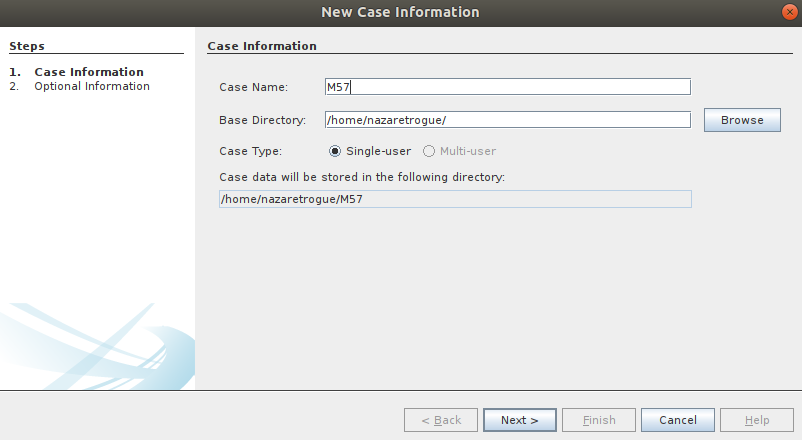 New Case Information
Steps
1. Case Information
2. Optional Information
Case Information
Case Name: M57
Base Directory: /home/nazaretrogue/ Browse
Case Type: Single-user Multi-user
Case data will be stored in the following directory:
/home/nazaretrogue/M57
< Back Next > Finish Cancel Help